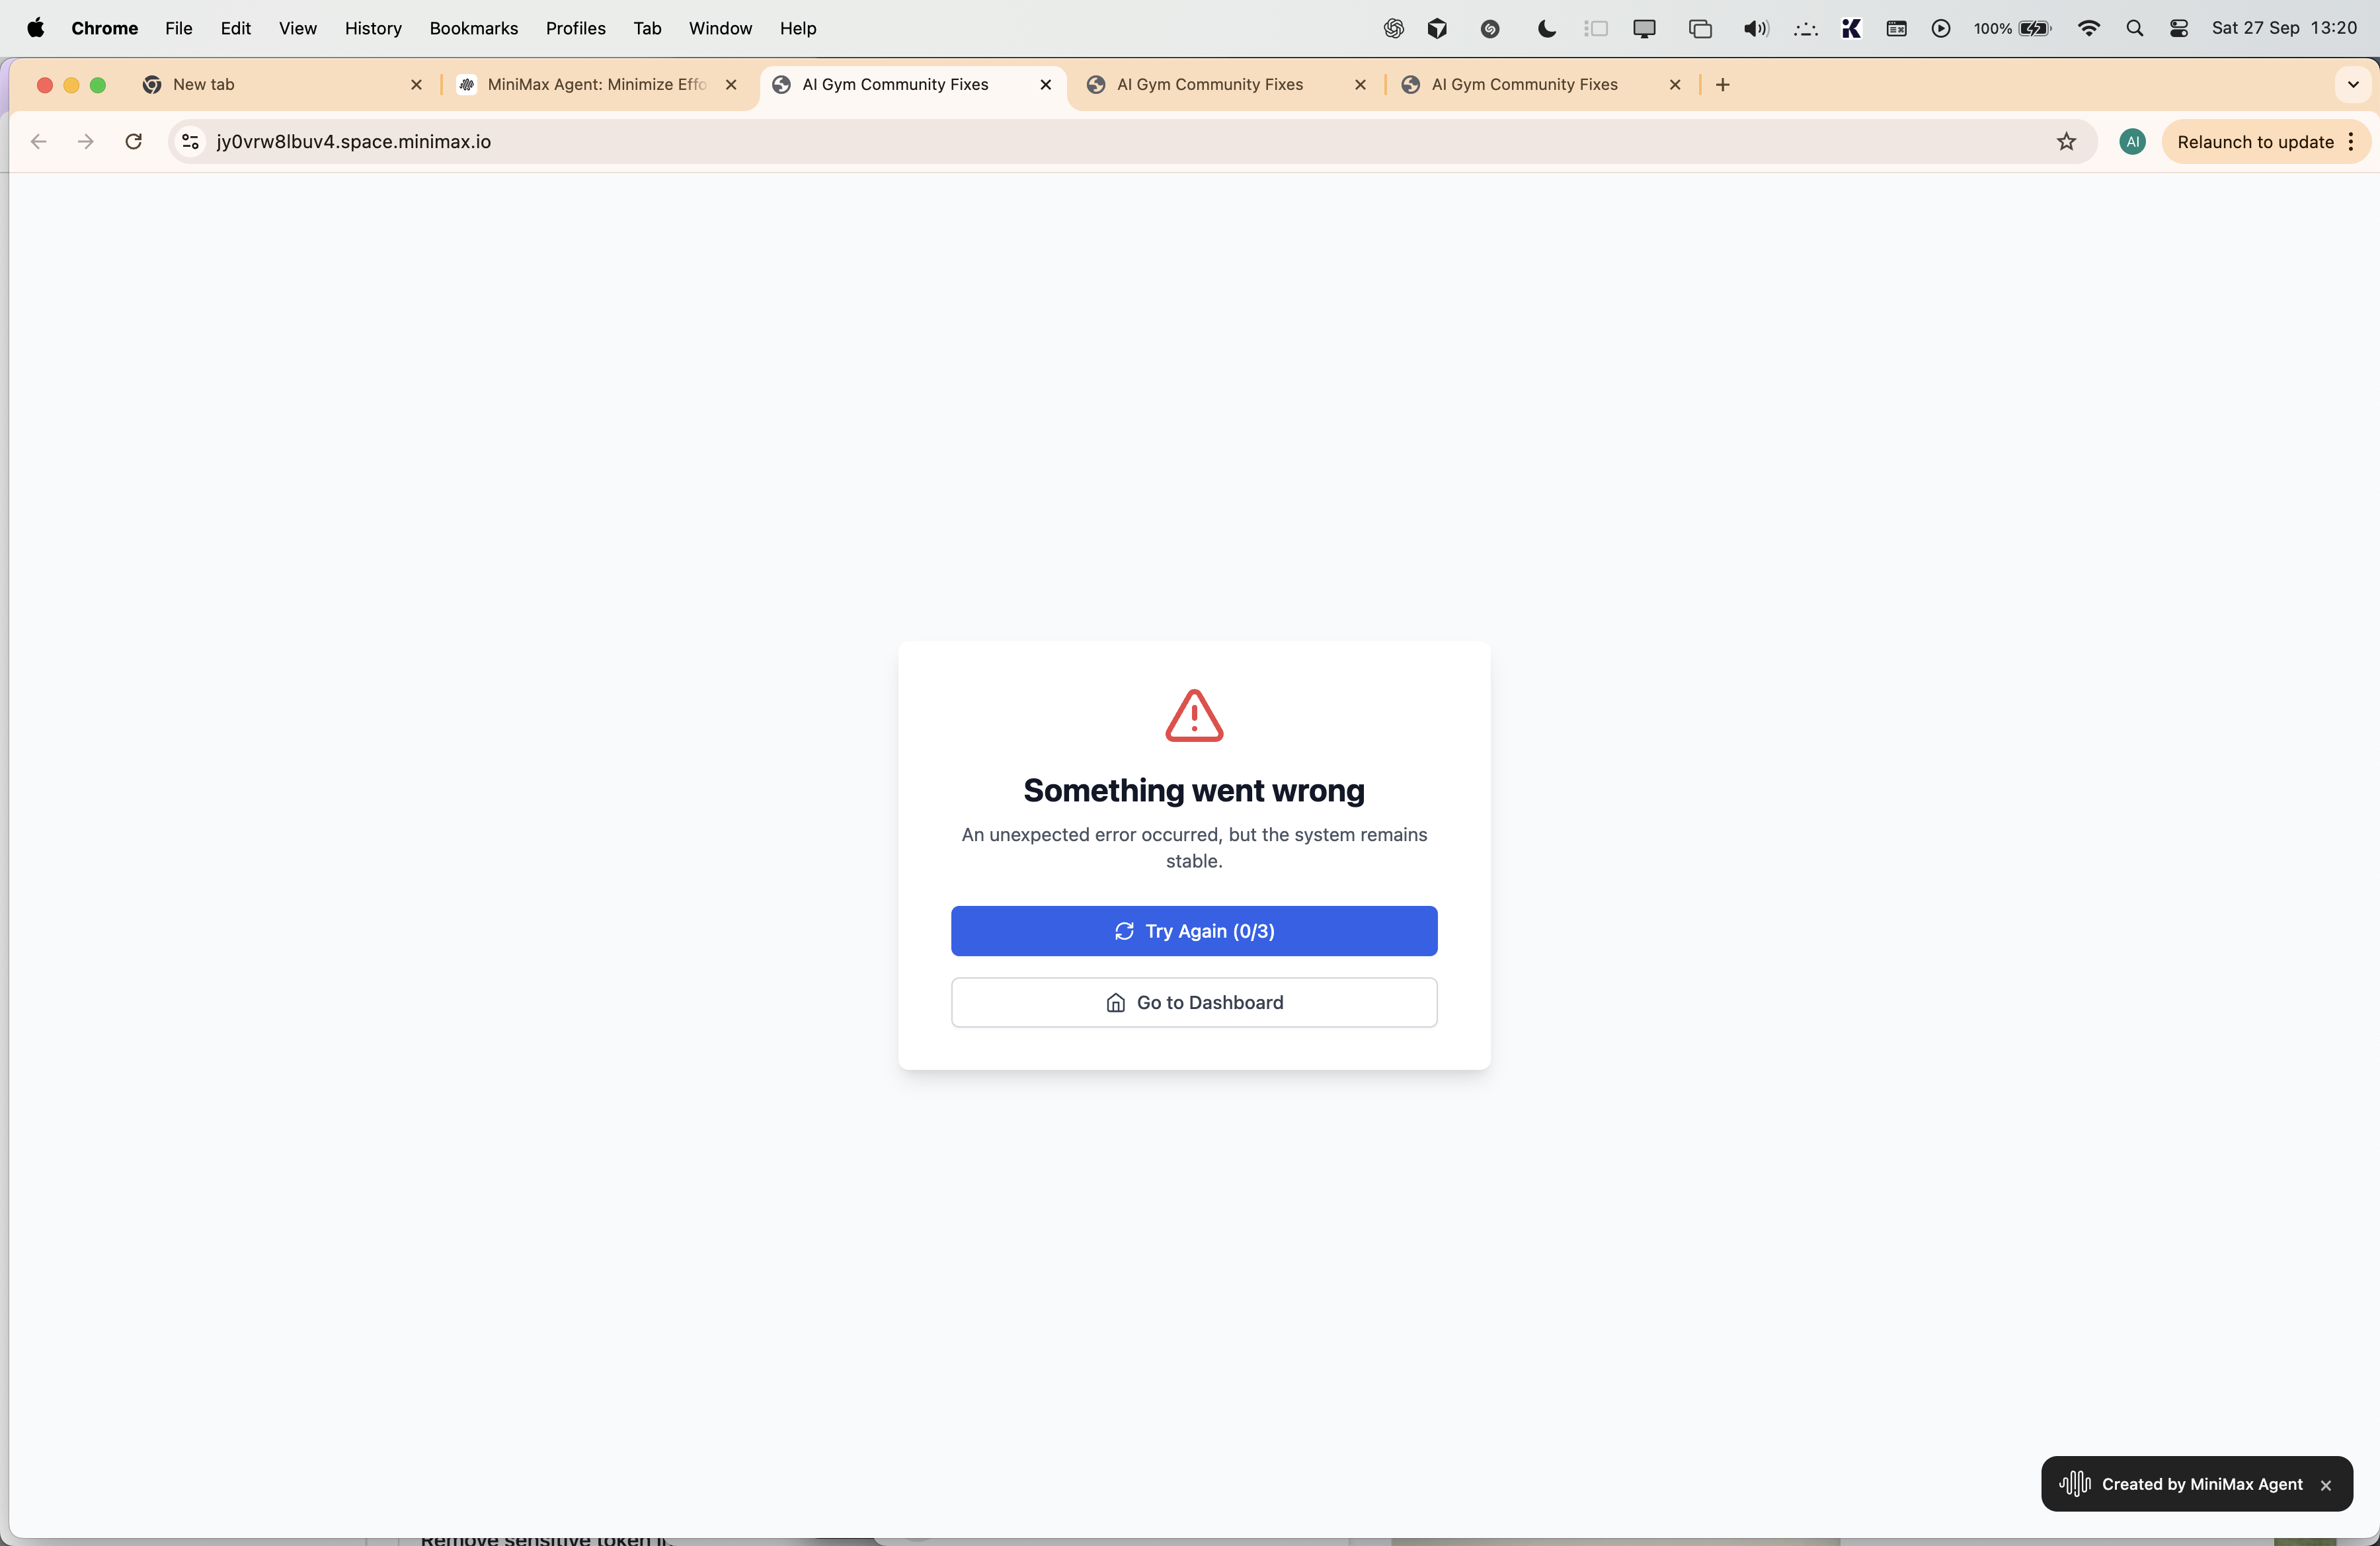 Chrome File Edit View History Bookmarks Profiles Tab Window Help 100% Sat 27 Sep 13:20
New tab MiniMax Agent: Minimize Effo AI Gym Community Fixes AI Gym Community Fixes AI Gym Community Fixes
jy0vrw8lbuv4.space.minimax.io AI Relaunch to update
Something went wrong
An unexpected error occurred, but the system remains
stable.
Try Again (0/3)
Go to Dashboard
Created by MiniMax Agent
Remove sensitive token